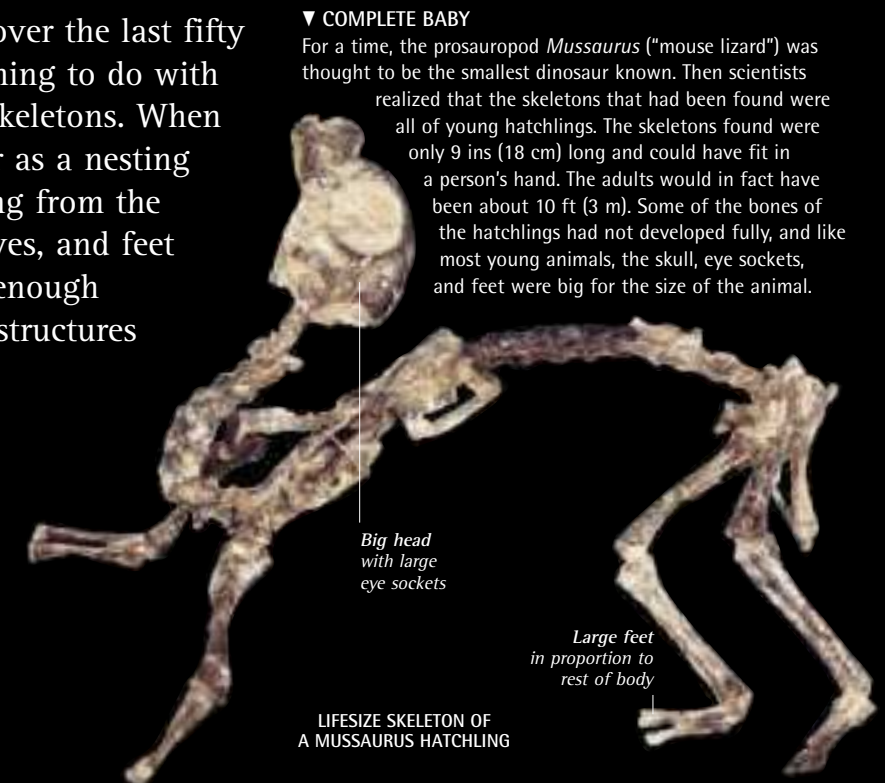 over the last fifty
ning to do with
keletons. When
r as a nesting
ng from the
yes, and feet
enough
structures
▼ COMPLETE BABY
For a time, the prosauropod Mussaurus (“mouse lizard”) was
thought to be the smallest dinosaur known. Then scientists
realized that the skeletons that had been found were
all of young hatchlings. The skeletons found were
only 9 ins (18 cm) long and could have fit in
a person's hand. The adults would in fact have
been about 10 ft (3 m). Some of the bones of
the hatchlings had not developed fully, and like
most young animals, the skull, eye sockets,
and feet were big for the size of the animal.
Big head
with large
eye sockets
Large feet
in proportion to
rest of body
LIFESIZE SKELETON OF
A MUSSAURUS HATCHLING